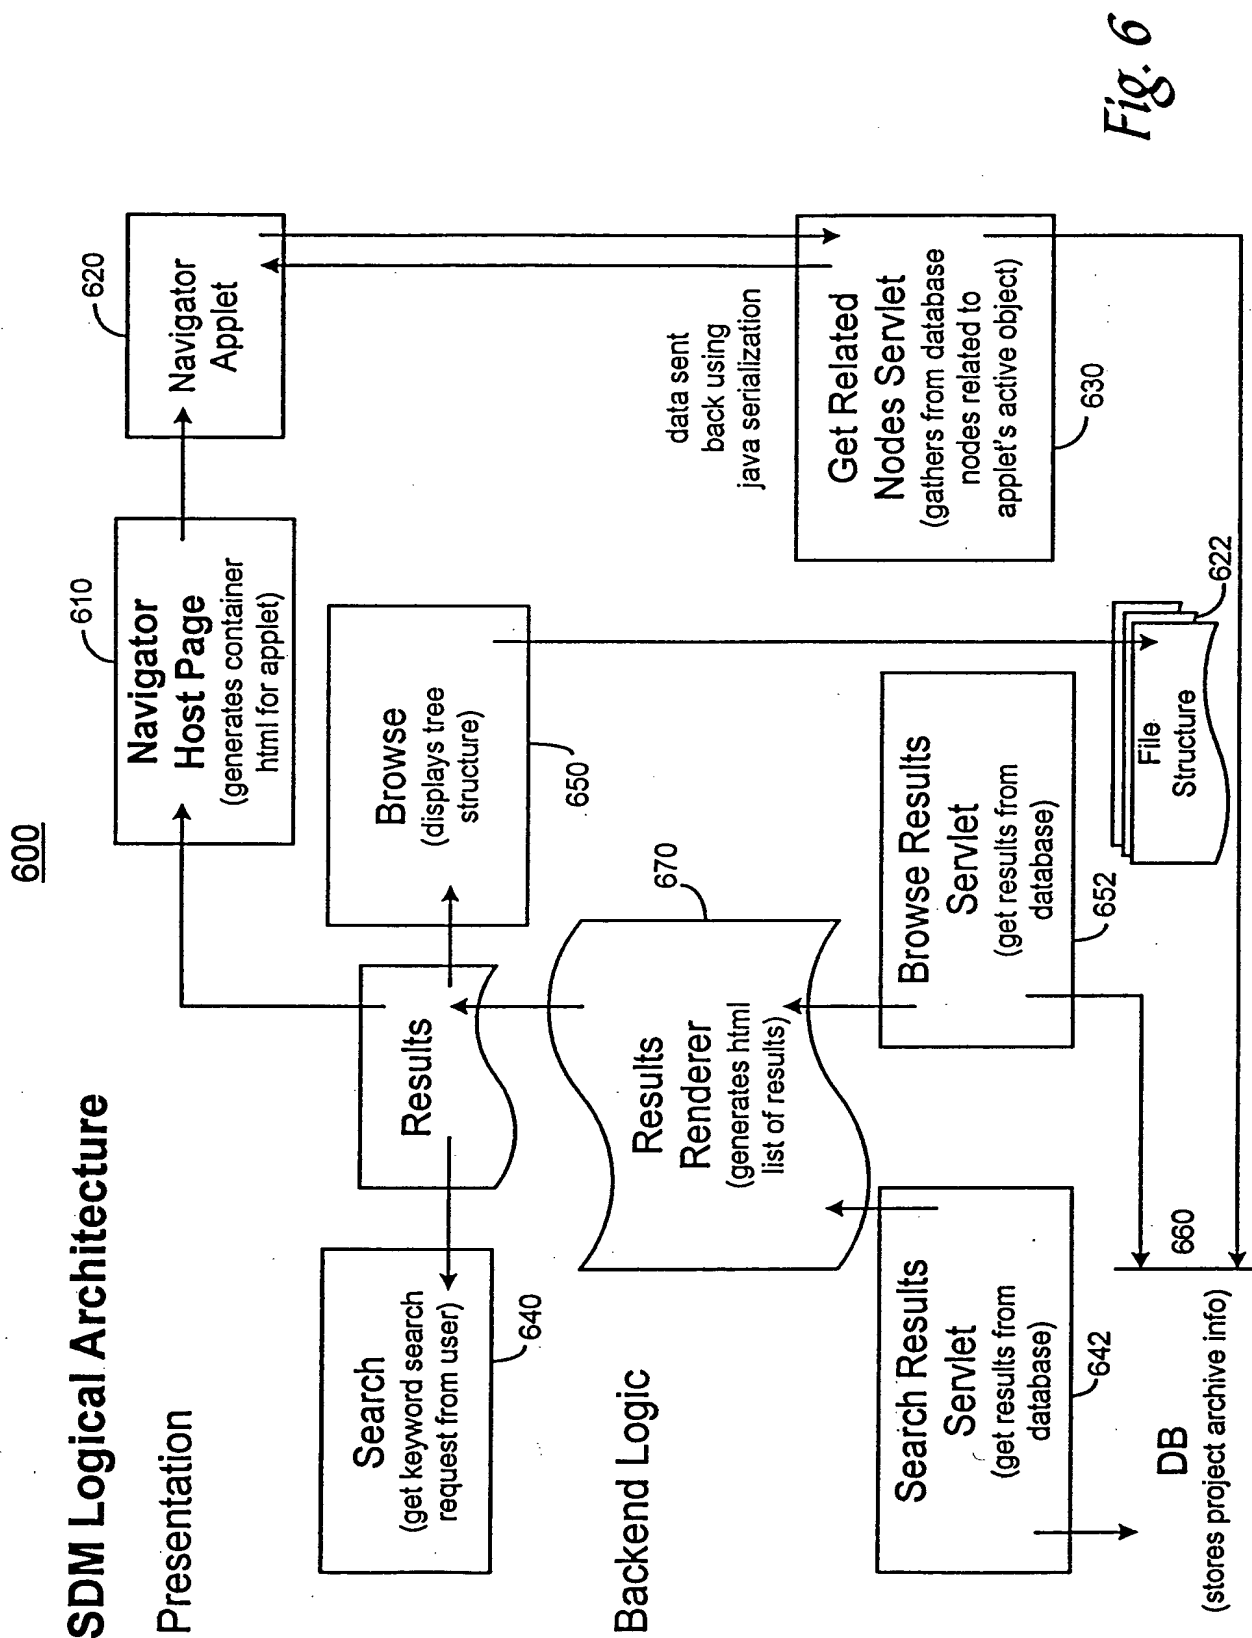 600
SDM Logical Architecture
Presentation
610
620
Navigator
Host Page
(generates container
html for applet)
Navigator
Applet
Search
(get keyword search
request from user)
640
Results
Browse
(displays tree
structure)
650
Backend Logic
Results
Renderer
(generates html
list of results)
670
data sent
back using
java serialization
Search Results
Servlet
(get results from
database)
642
Browse Results
Servlet
(get results from
database)
652
Get Related
Nodes Servlet
(gathers from database
nodes related to
applet's active object)
630
File
Structure
622
DB
(stores project archive info)
660
Fig. 6